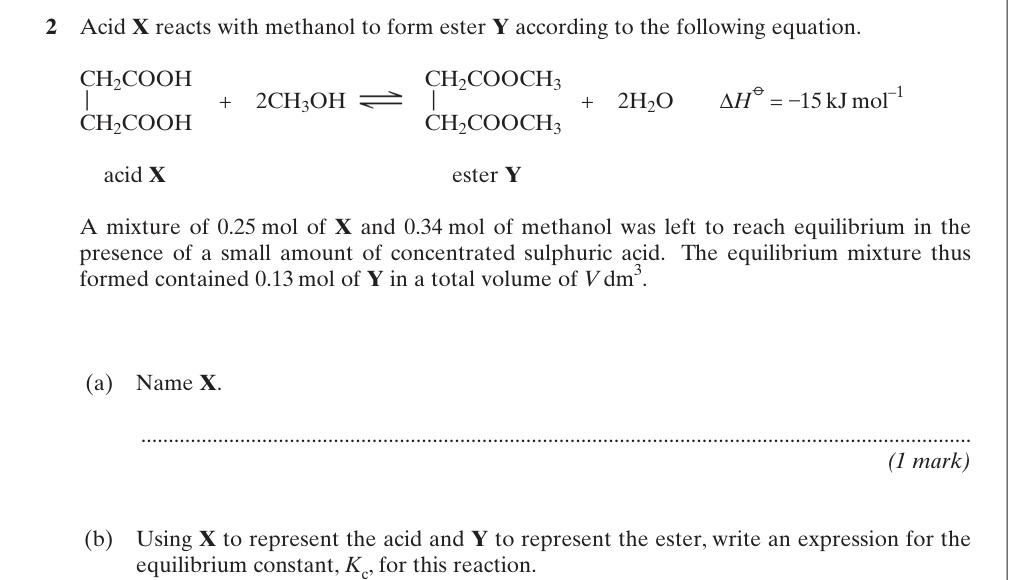 2 Acid X reacts with methanol to form ester Y according to the following equation.
CH₂COOH CH₂COOCH₃
| + 2CH₃OH ⇌ | + 2H₂O ΔH⦵ = –15 kJ mol⁻¹
CH₂COOH CH₂COOCH₃
acid X ester Y
A mixture of 0.25 mol of X and 0.34 mol of methanol was left to reach equilibrium in the
presence of a small amount of concentrated sulphuric acid. The equilibrium mixture thus
formed contained 0.13 mol of Y in a total volume of V dm³.
(a) Name X.
(1 mark)
(b) Using X to represent the acid and Y to represent the ester, write an expression for the
equilibrium constant, K꜀, for this reaction.